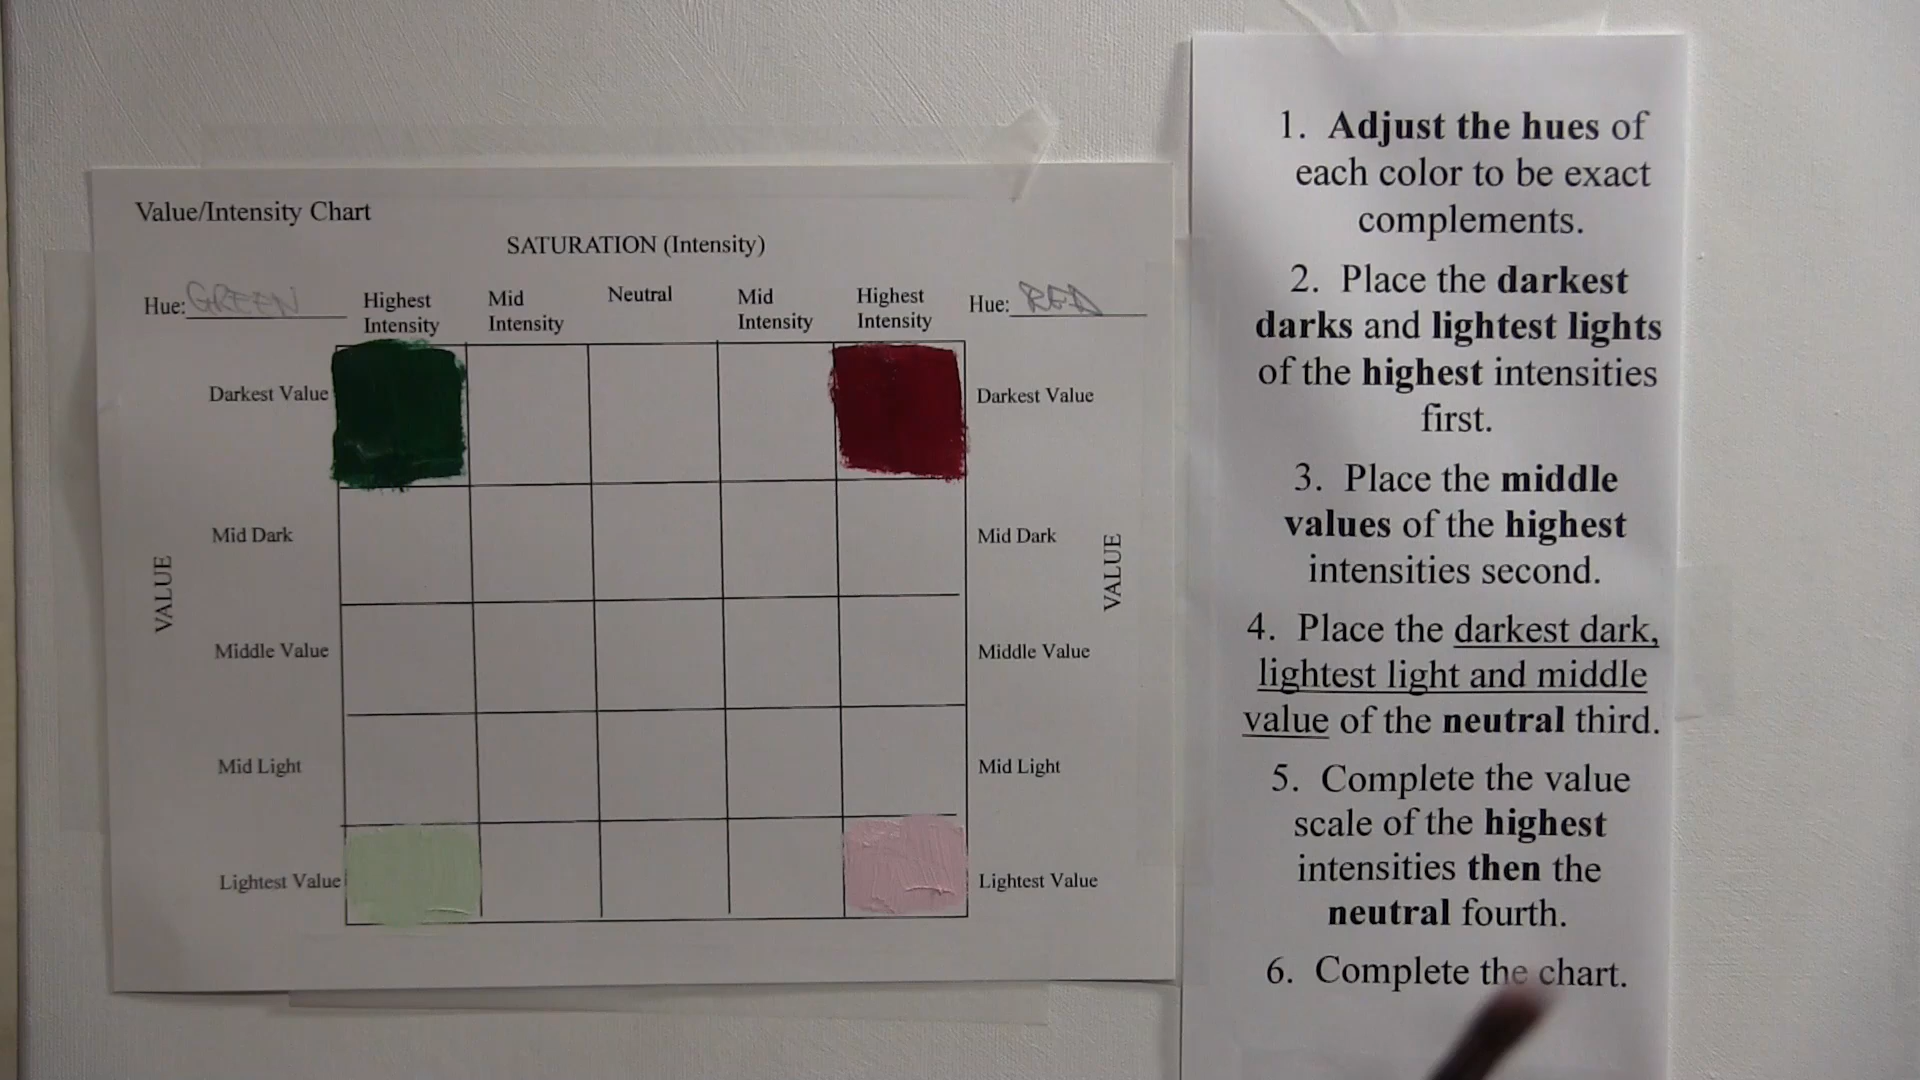 Value/Intensity Chart
SATURATION (Intensity)
Hue: GREEN
Highest
Intensity
Mid
Intensity
Neutral
Mid
Intensity
Highest
Intensity
Hue: RED
Darkest Value
Darkest Value
Mid Dark
Mid Dark
VALUE
VALUE
Middle Value
Middle Value
Mid Light
Mid Light
Lightest Value
Lightest Value
1. Adjust the hues of
each color to be exact
complements.
2. Place the darkest
darks and lightest lights
of the highest intensities
first.
3. Place the middle
values of the highest
intensities second.
4. Place the darkest dark,
lightest light and middle
value of the neutral third.
5. Complete the value
scale of the highest
intensities then the
neutral fourth.
6. Complete the chart.